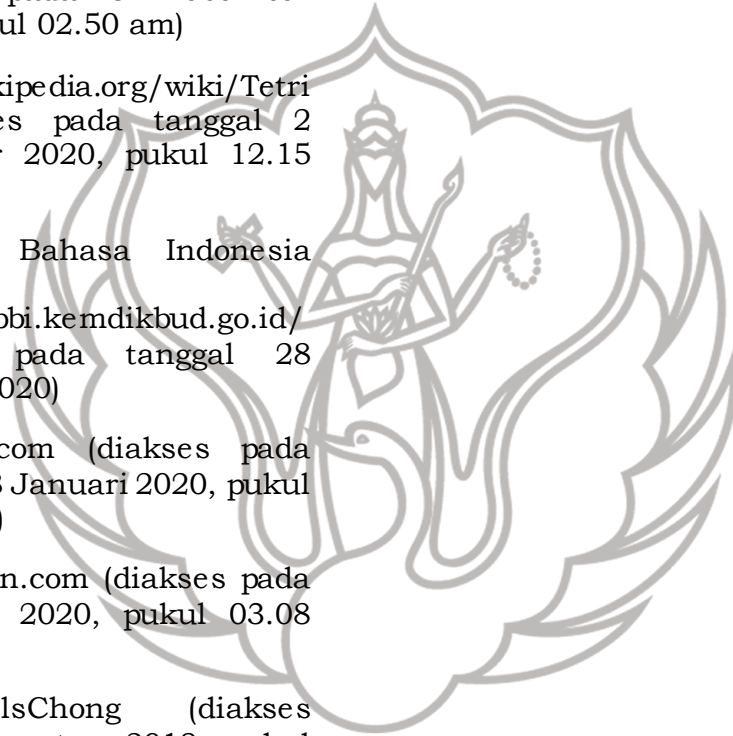 ul 02.50 am)
kipedia.org/wiki/Tetri
es pada tanggal 2
2020, pukul 12.15
Bahasa Indonesia
bi.kemdikbud.go.id/
pada tanggal 28
020)
com (diakses pada
Januari 2020, pukul
)
n.com (diakses pada
2020, pukul 03.08
lsChong (diakses